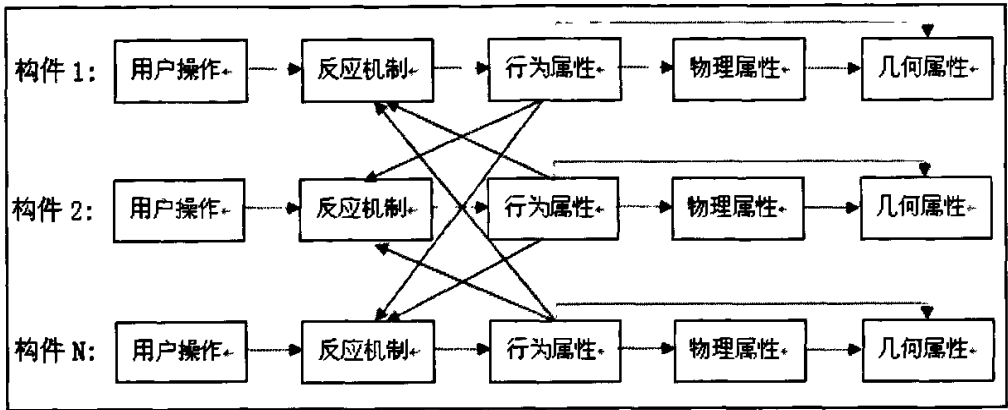 构件 1: 用户操作 反应机制 行为属性 物理属性 几何属性
构件 2: 用户操作 反应机制 行为属性 物理属性 几何属性
构件 N: 用户操作 反应机制 行为属性 物理属性 几何属性